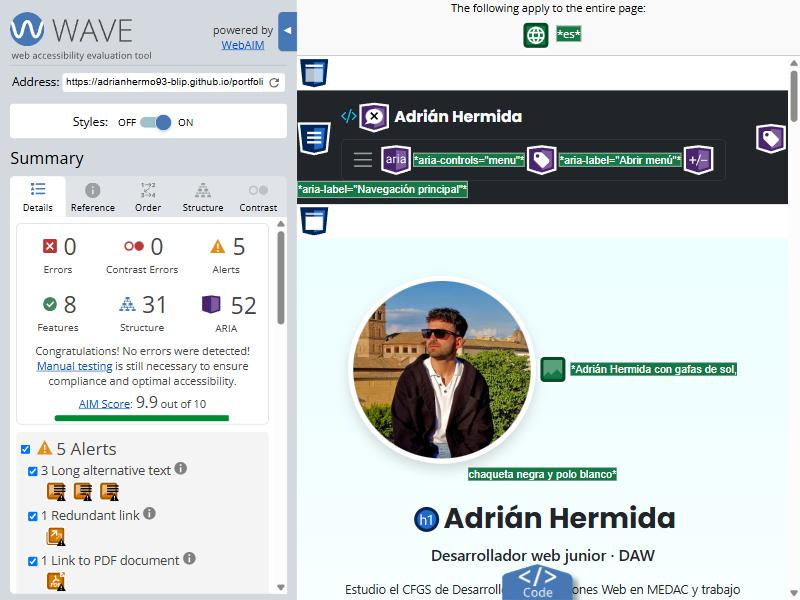 WAVE
web accessibility evaluation tool
powered by
WebAIM
Address: https://adrianhermo93-blip.github.io/portfoli
Styles: OFF ON
Summary
Details
Reference
Order
Structure
Contrast
0 Errors
0 Contrast Errors
5 Alerts
8 Features
31 Structure
52 ARIA
Congratulations! No errors were detected!
Manual testing is still necessary to ensure
compliance and optimal accessibility.
AIM Score: 9.9 out of 10
5 Alerts
3 Long alternative text
1 Redundant link
1 Link to PDF document
The following apply to the entire page:
*es*
</> Adrián Hermida
aria *aria-controls="menu"* *aria-label="Abrir menú"* +/-
*aria-label="Navegación principal"*
*Adrián Hermida con gafas de sol,
chaqueta negra y polo blanco*
h1 Adrián Hermida
Desarrollador web junior · DAW
Estudio el CFGS de Desarroll ones Web en MEDAC y trabajo
</> Code